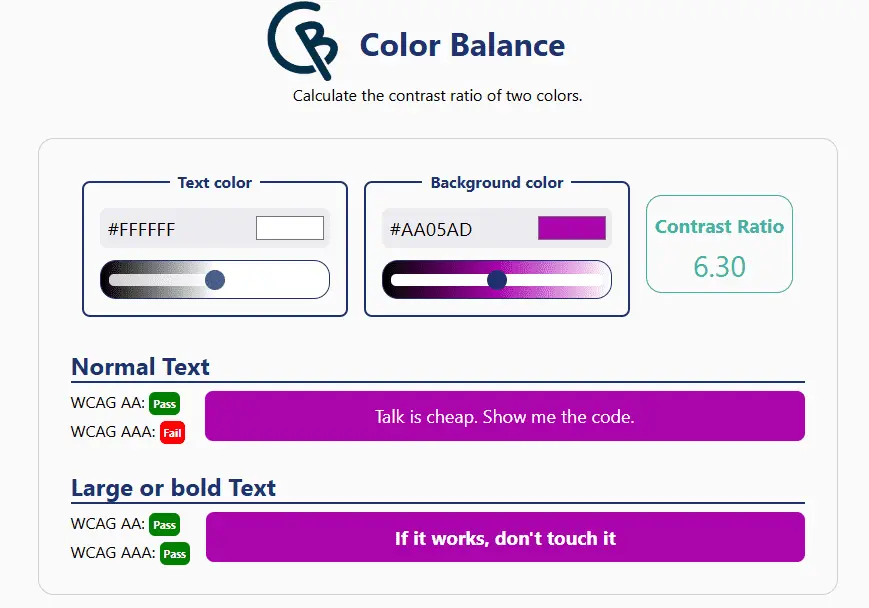 Color Balance
Calculate the contrast ratio of two colors.
Text color
#FFFFFF
Background color
#AA05AD
Contrast Ratio
6.30
Normal Text
WCAG AA: Pass
WCAG AAA: Fail
Talk is cheap. Show me the code.
Large or bold Text
WCAG AA: Pass
WCAG AAA: Pass
If it works, don't touch it